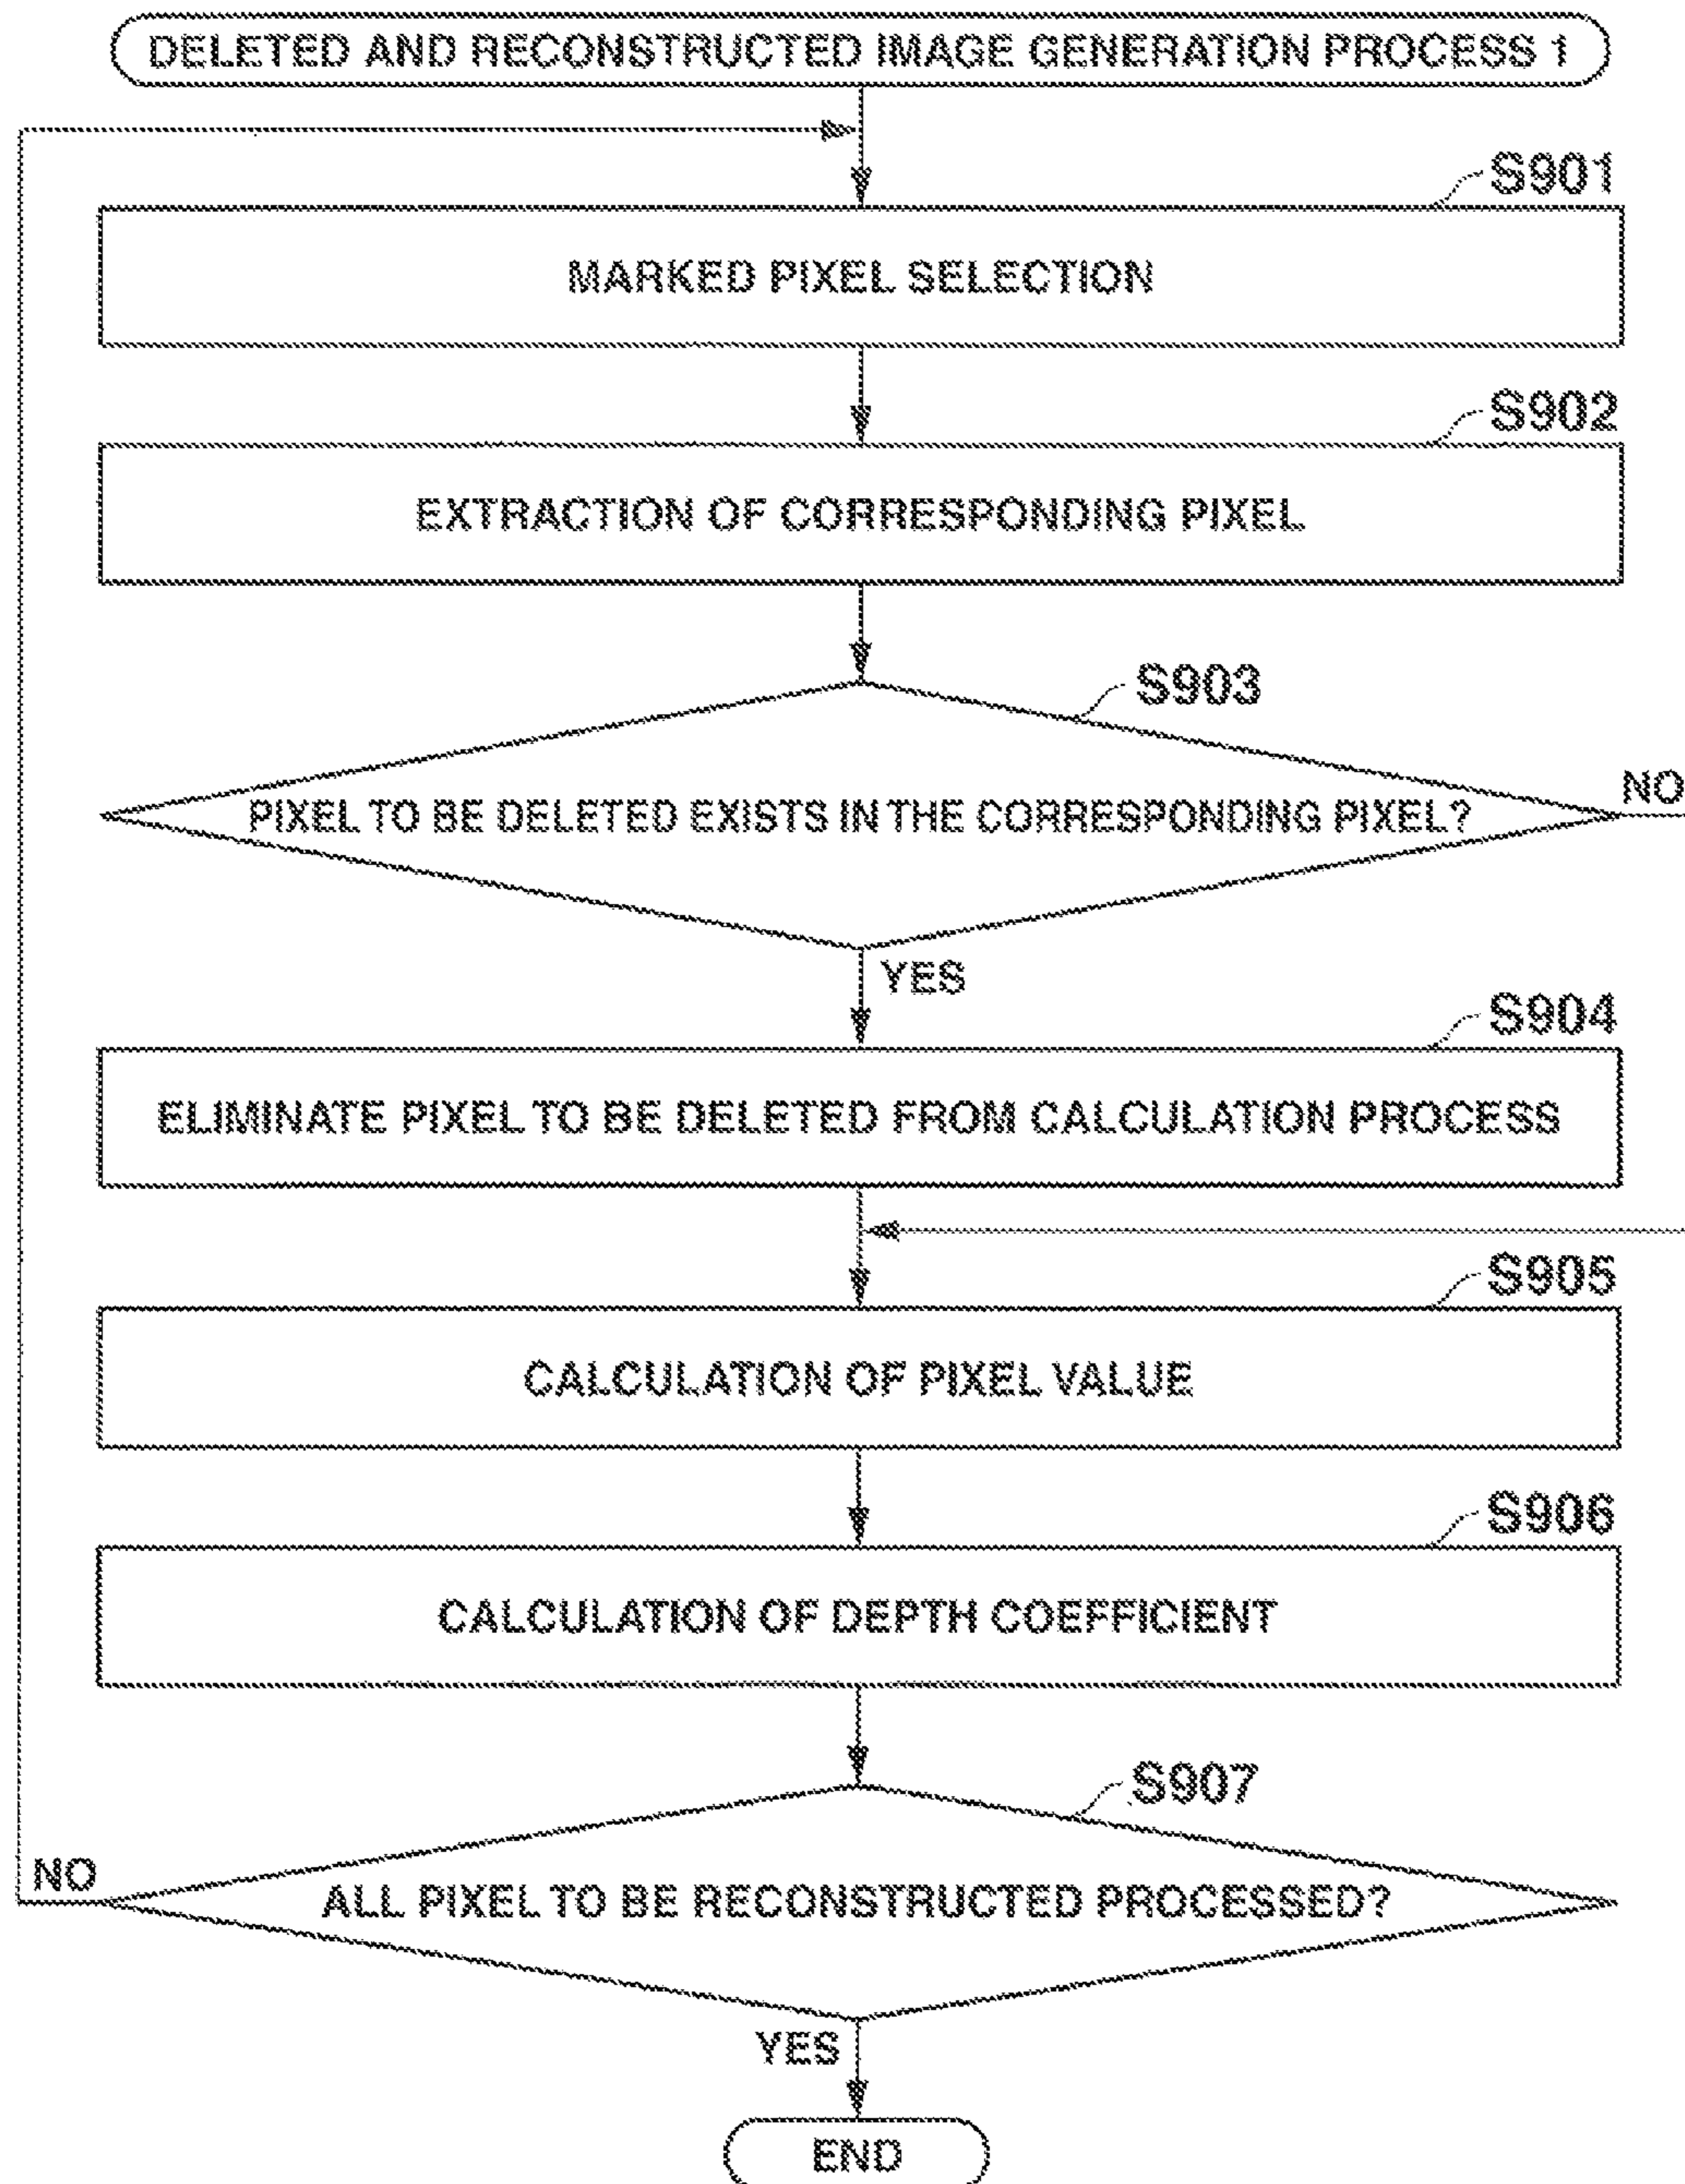 DELETED AND RECONSTRUCTED IMAGE GENERATION PROCESS 1
S901
MARKED PIXEL SELECTION
S902
EXTRACTION OF CORRESPONDING PIXEL
S903
PIXEL TO BE DELETED EXISTS IN THE CORRESPONDING PIXEL?
NO
YES
S904
ELIMINATE PIXEL TO BE DELETED FROM CALCULATION PROCESS
S905
CALCULATION OF PIXEL VALUE
S906
CALCULATION OF DEPTH COEFFICIENT
S907
NO
ALL PIXEL TO BE RECONSTRUCTED PROCESSED?
YES
END